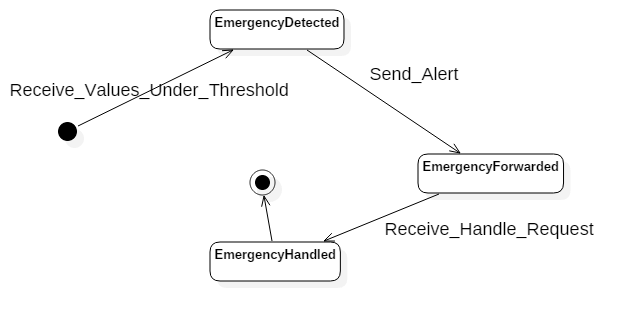 EmergencyDetected
Send_Alert
Receive_Values_Under_Threshold
EmergencyForwarded
Receive_Handle_Request
EmergencyHandled